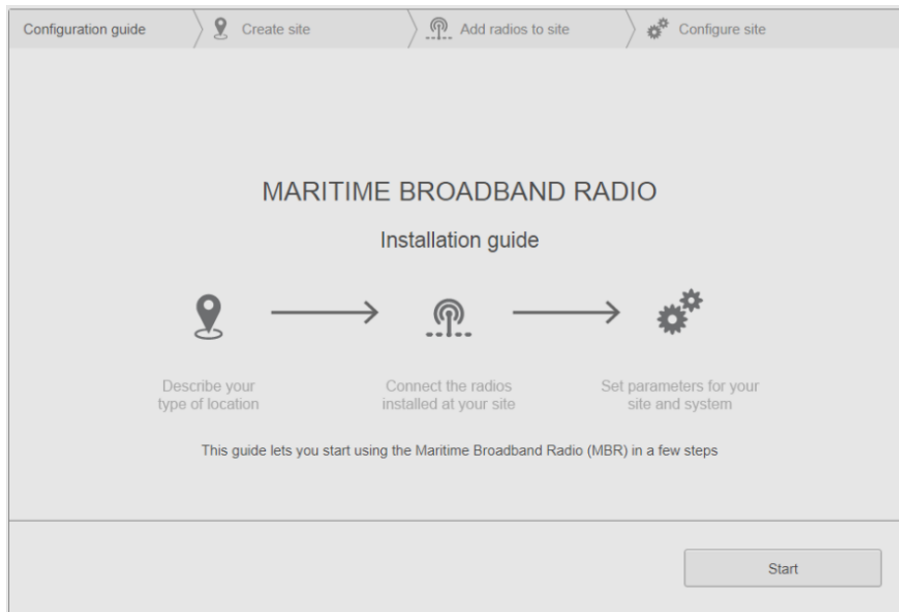 Configuration guide
Create site
Add radios to site
Configure site
MARITIME BROADBAND RADIO
Installation guide
Describe your
type of location
Connect the radios
installed at your site
Set parameters for your
site and system
This guide lets you start using the Maritime Broadband Radio (MBR) in a few steps
Start